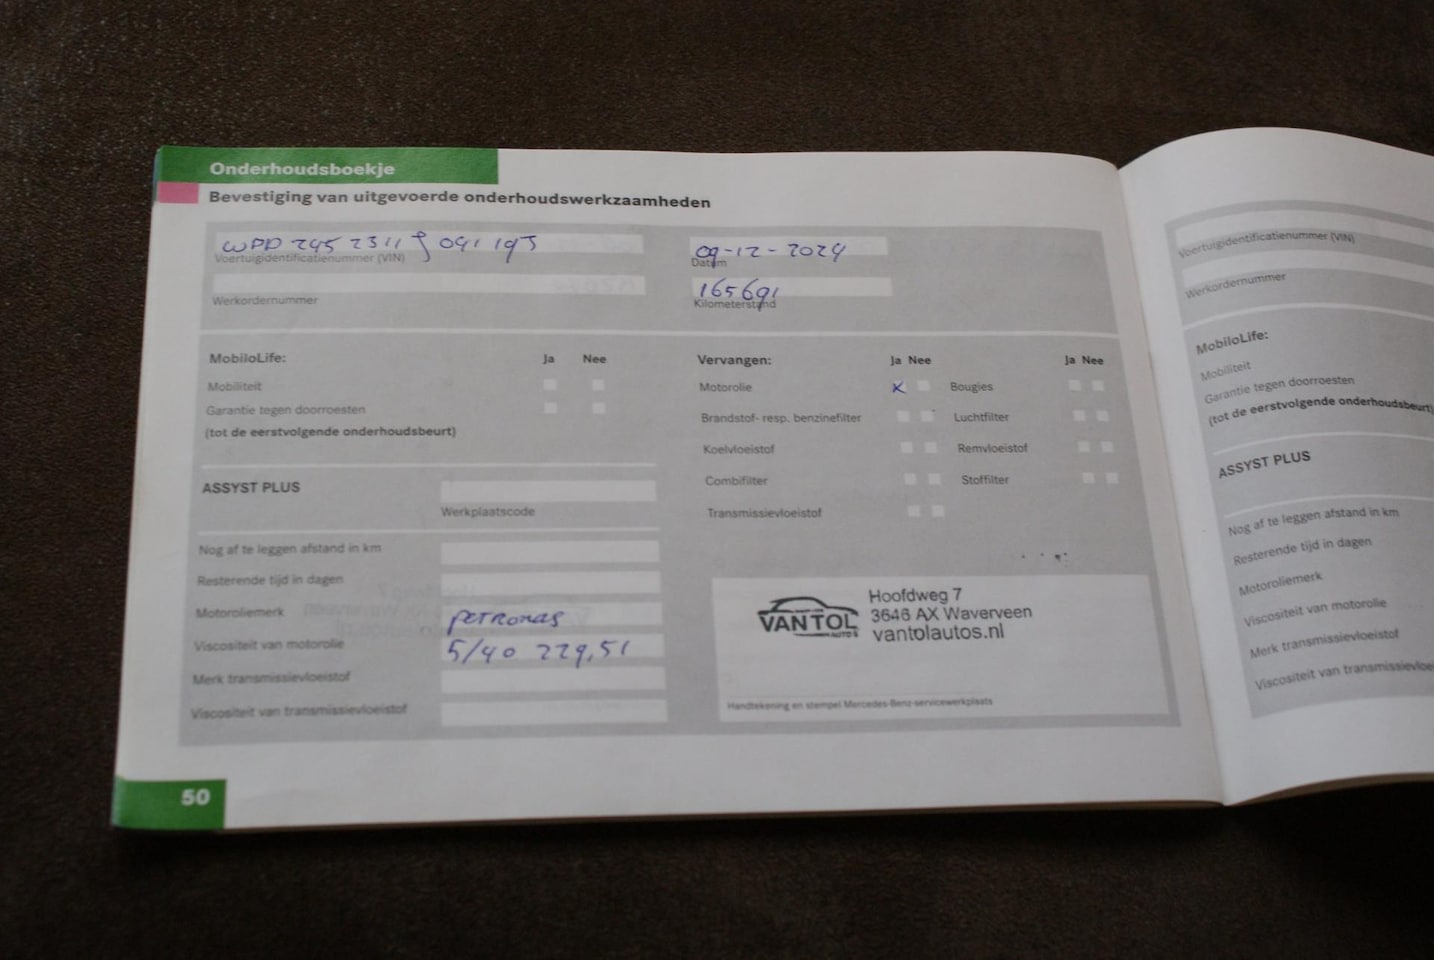 Onderhoudsboekje
Bevestiging van uitgevoerde onderhoudswerkzaamheden
WDD 245 2311 J 041 195
Voertuigidentificatienummer (VIN)
09-12-2024
Datum
Werkordernummer
165691
Kilometerstand
MobiloLife: Ja Nee
Mobiliteit
Garantie tegen doorroesten
(tot de eerstvolgende onderhoudsbeurt)
Vervangen: Ja Nee Ja Nee
Motorolie X Bougies
Brandstof- resp. benzinefilter Luchtfilter
Koelvloeistof Remvloeistof
Combifilter Stoffilter
Transmissievloeistof
ASSYST PLUS
Werkplaatscode
Nog af te leggen afstand in km
Resterende tijd in dagen
Motoroliemerk Petronas
Viscositeit van motorolie 5/40 229,51
Merk transmissievloeistof
Viscositeit van transmissievloeistof
VAN TOL
AUTO'S
Hoofdweg 7
3646 AX Waverveen
vantolautos.nl
Handtekening en stempel Mercedes-Benz-servicewerkplaats
50
Voertuigidentificatienummer (VIN)
Werkordernummer
MobiloLife:
Mobiliteit
Garantie tegen doorroesten
(tot de eerstvolgende onderhoudsbeurt)
ASSYST PLUS
Nog af te leggen afstand in km
Resterende tijd in dagen
Motoroliemerk
Viscositeit van motorolie
Merk transmissievloeistof
Viscositeit van